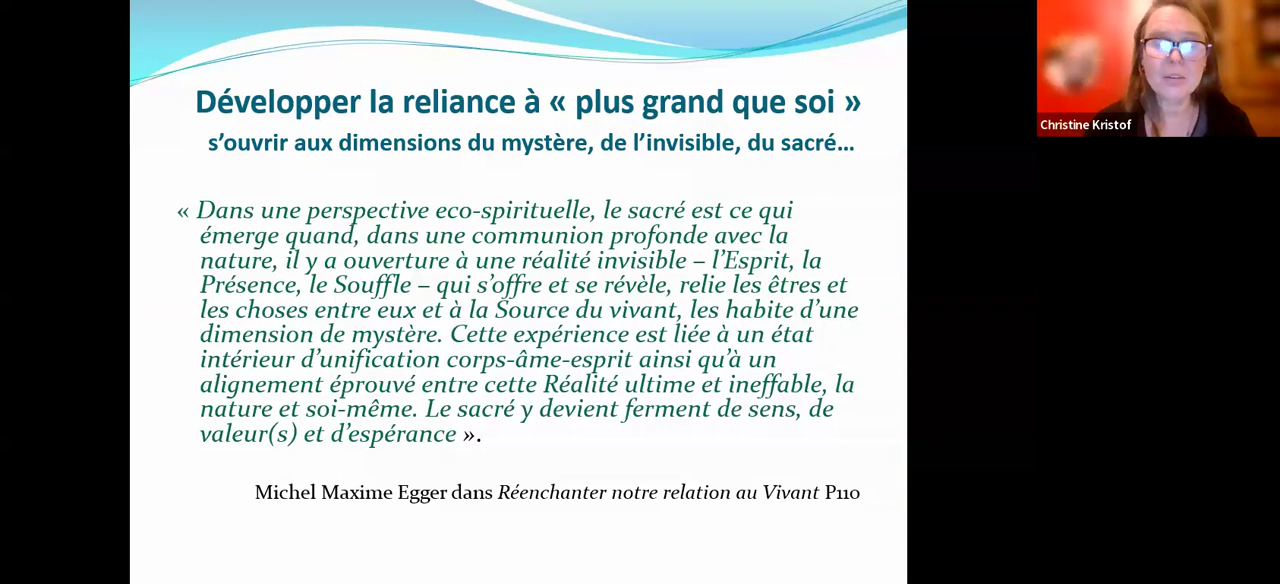 Développer la reliance à « plus grand que soi »
s’ouvrir aux dimensions du mystère, de l’invisible, du sacré…
« Dans une perspective eco-spirituelle, le sacré est ce qui
émerge quand, dans une communion profonde avec la
nature, il y a ouverture à une réalité invisible – l’Esprit, la
Présence, le Souffle – qui s’offre et se révèle, relie les êtres et
les choses entre eux et à la Source du vivant, les habite d’une
dimension de mystère. Cette expérience est liée à un état
intérieur d’unification corps-âme-esprit ainsi qu’à un
alignement éprouvé entre cette Réalité ultime et ineffable, la
nature et soi-même. Le sacré y devient ferment de sens, de
valeur(s) et d’espérance ».
Michel Maxime Egger dans Réenchanter notre relation au Vivant P110
Christine Kristof